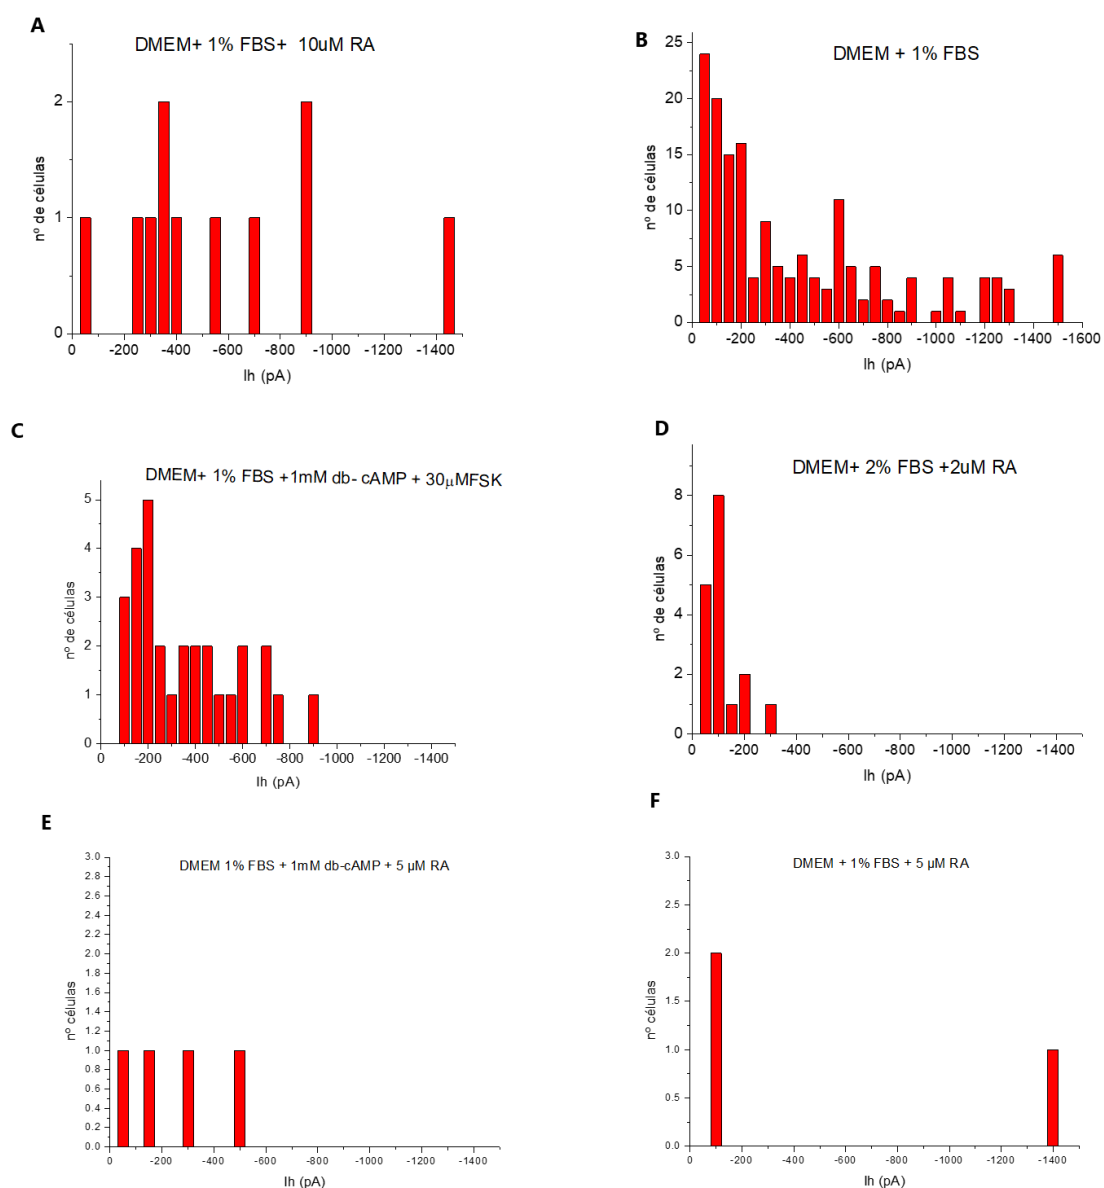 A
DMEM+ 1% FBS+ 10uM RA
2
1
0
nº de células
0 -200 -400 -600 -800 -1000 -1200 -1400
Ih (pA)
B
DMEM + 1% FBS
25
20
15
10
5
0
nº de células
0 -200 -400 -600 -800 -1000 -1200 -1400 -1600
Ih (pA)
C
DMEM+ 1% FBS +1mM db- cAMP + 30μMFSK
5
4
3
2
1
0
nº de células
0 -200 -400 -600 -800 -1000 -1200 -1400
Ih (pA)
D
DMEM+ 2% FBS +2uM RA
8
6
4
2
0
nº de células
0 -200 -400 -600 -800 -1000 -1200 -1400
Ih (pA)
E
DMEM 1% FBS + 1mM db-cAMP + 5 µM RA
3.0
2.8
2.6
2.4
2.2
2.0
1.8
1.6
1.4
1.2
1.0
0.8
0.6
0.4
0.2
0.0
nº células
0 -200 -400 -600 -800 -1000 -1200 -1400
Ih (pA)
F
DMEM + 1% FBS + 5 µM RA
3.0
2.5
2.0
1.5
1.0
0.5
0.0
nº células
0 -200 -400 -600 -800 -1000 -1200 -1400
Ih (pA)